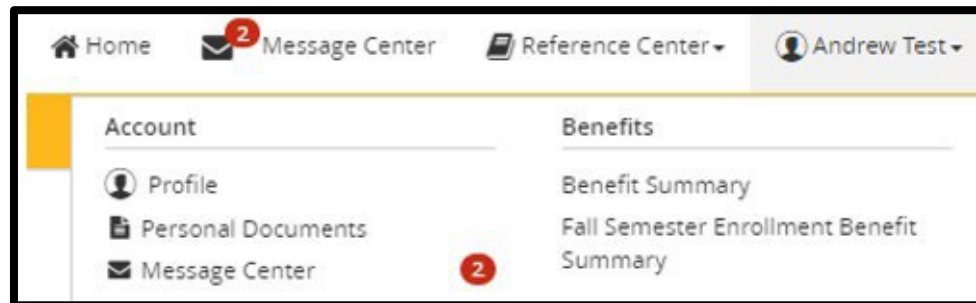 Home 2 Message Center Reference Center Andrew Test
Account
Profile
Personal Documents
Message Center 2
Benefits
Benefit Summary
Fall Semester Enrollment Benefit
Summary